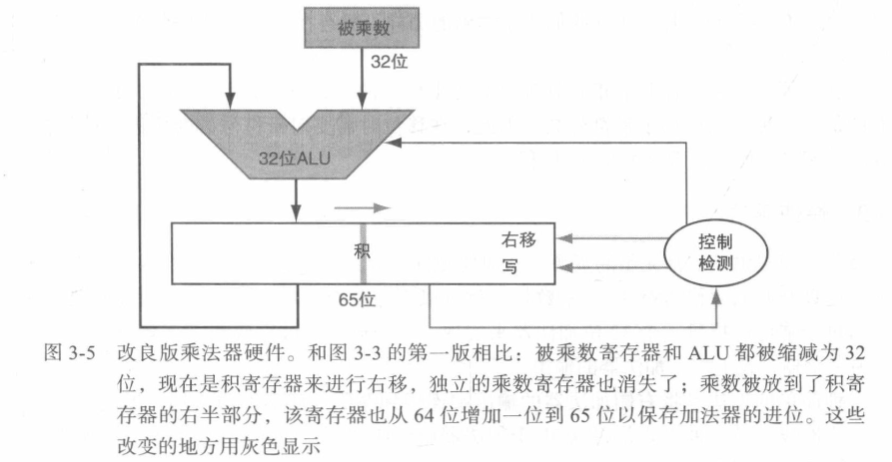 被乘数
32位
32位ALU
积
右移
写
控制
检测
65位
图 3-5 改良版乘法器硬件。和图 3-3 的第一版相比：被乘数寄存器和 ALU 都被缩减为 32
位，现在是积寄存器来进行右移，独立的乘数寄存器也消失了；乘数被放到了积寄
存器的右半部分，该寄存器也从 64 位增加一位到 65 位以保存加法器的进位。这些
改变的地方用灰色显示